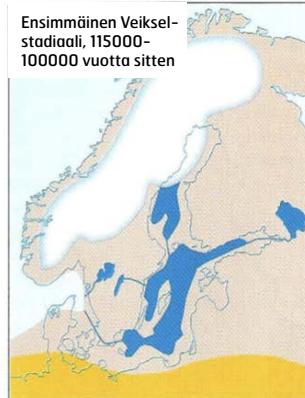 Ensimmäinen Veiksel-
stadiaali, 115000-
100000 vuotta sitten